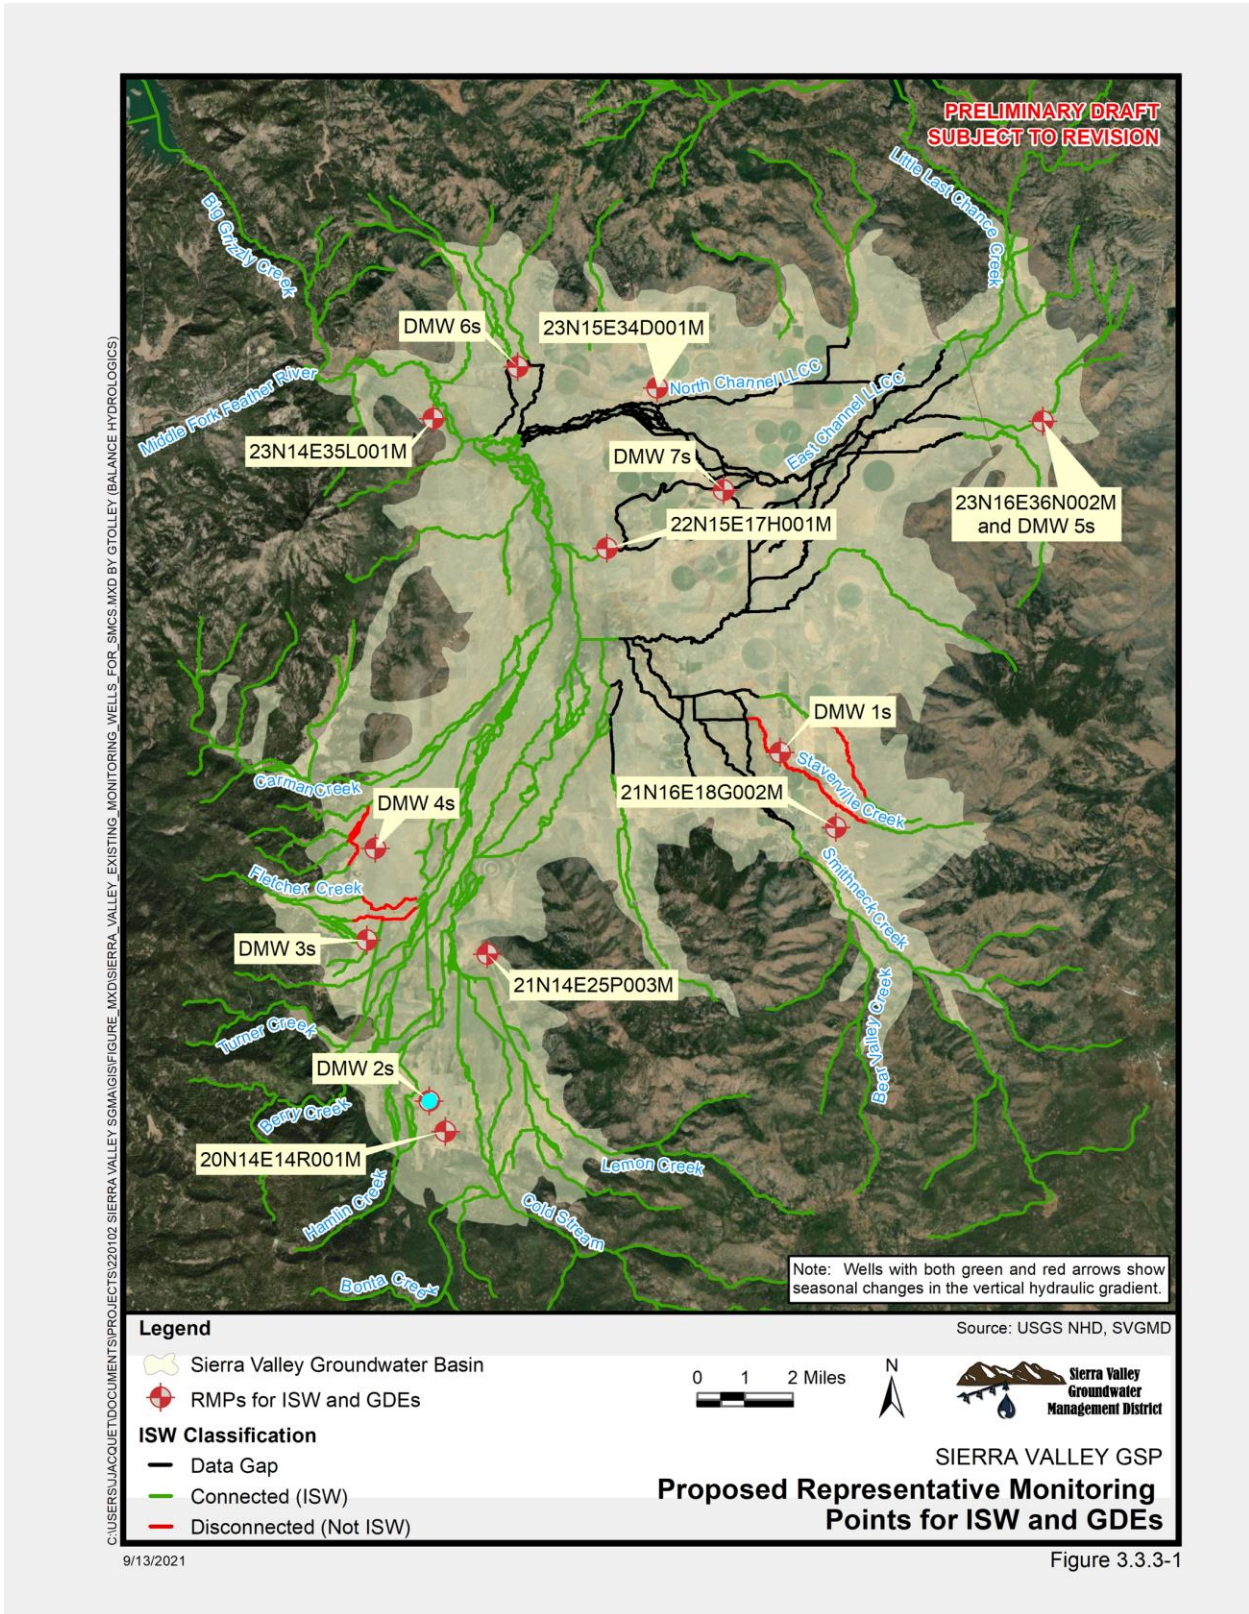 PRELIMINARY DRAFT
SUBJECT TO REVISION
Little Last Chance Creek
Big Grizzly Creek
DMW 6s
23N15E34D001M
North Channel LLCC
Middle Fork Feather River
East Channel LLCC
23N14E35L001M
DMW 7s
23N16E36N002M
and DMW 5s
22N15E17H001M
DMW 1s
Staverville Creek
Carman Creek
21N16E18G002M
DMW 4s
Smithneck Creek
Fletcher Creek
DMW 3s
21N14E25P003M
Turner Creek
Bear Valley Creek
DMW 2s
Berry Creek
20N14E14R001M
Lemon Creek
Hamlin Creek
Cold Stream
Bonta Creek
Note: Wells with both green and red arrows show
seasonal changes in the vertical hydraulic gradient.
C:\USERS\JJACQUET\DOCUMENTS\PROJECTS\220102 SIERRA VALLEY SGMA\GIS\FIGURE_MXD\SIERRA_VALLEY_EXISTING_MONITORING_WELLS_FOR_SMCS.MXD BY GTOLLEY (BALANCE HYDROLOGICS)
Legend
Source: USGS NHD, SVGMD
Sierra Valley Groundwater Basin
RMPs for ISW and GDEs
ISW Classification
Data Gap
Connected (ISW)
Disconnected (Not ISW)
0 1 2 Miles
N
Sierra Valley
Groundwater
Management District
SIERRA VALLEY GSP
Proposed Representative Monitoring
Points for ISW and GDEs
9/13/2021
Figure 3.3.3-1